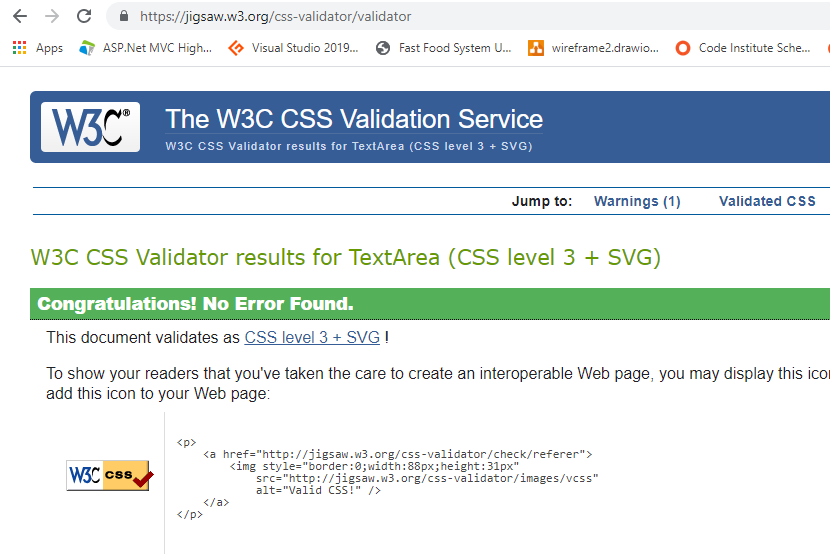 https://jigsaw.w3.org/css-validator/validator
Apps ASP.Net MVC High... Visual Studio 2019... Fast Food System U... wireframe2.drawio... Code Institute Sche...
W3C® The W3C CSS Validation Service
W3C CSS Validator results for TextArea (CSS level 3 + SVG)
Jump to: Warnings (1) Validated CSS
W3C CSS Validator results for TextArea (CSS level 3 + SVG)
Congratulations! No Error Found.
This document validates as CSS level 3 + SVG !
To show your readers that you've taken the care to create an interoperable Web page, you may display this icon
add this icon to your Web page:
W3C css
<p>
<a href="http://jigsaw.w3.org/css-validator/check/referer">
<img style="border:0;width:88px;height:31px"
src="http://jigsaw.w3.org/css-validator/images/vcss"
alt="Valid CSS!" />
</a>
</p>